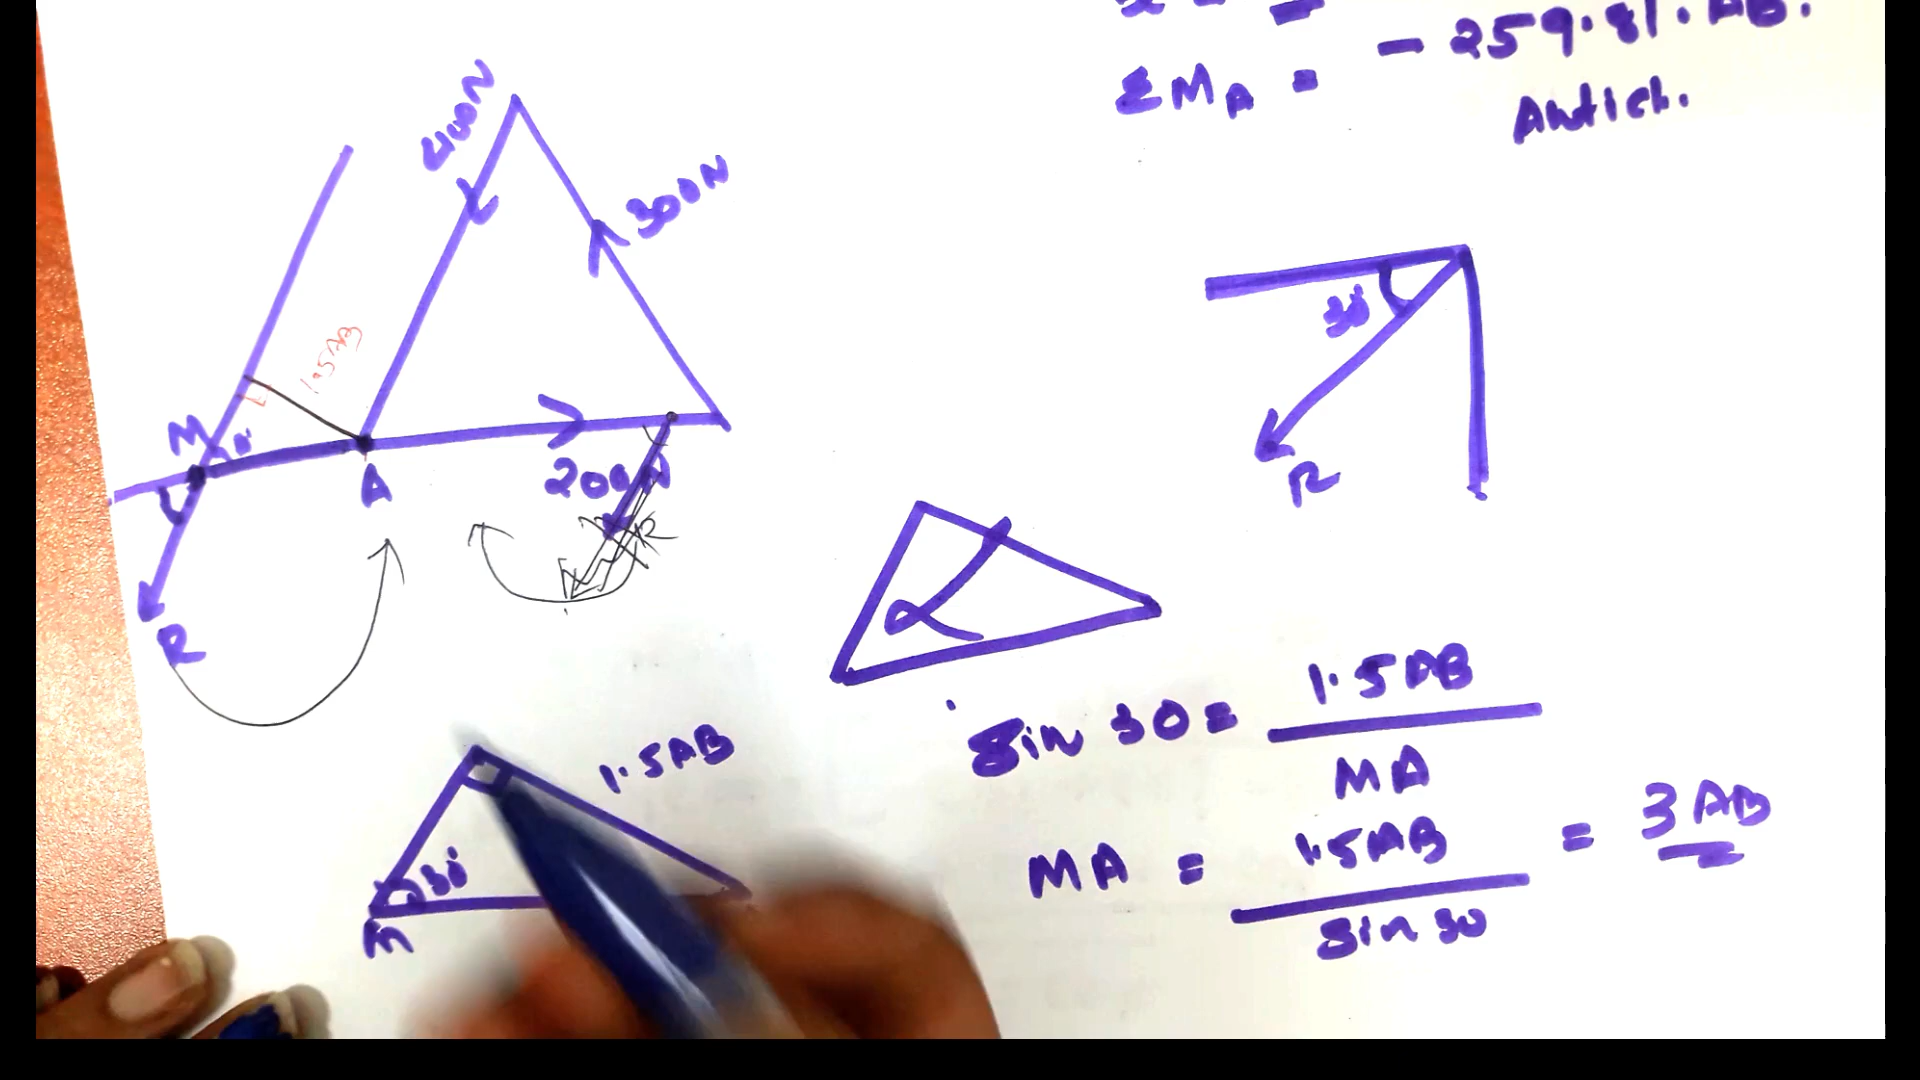 - 259.81.AB.
ΣMA =
Anticl.
400N
300N
1.5AB
M
A
200N
R
R
30°
R
1.5AB
30°
M
sin 30 = 1.5AB
MA
MA = 1.5AB = 3AB
sin 30